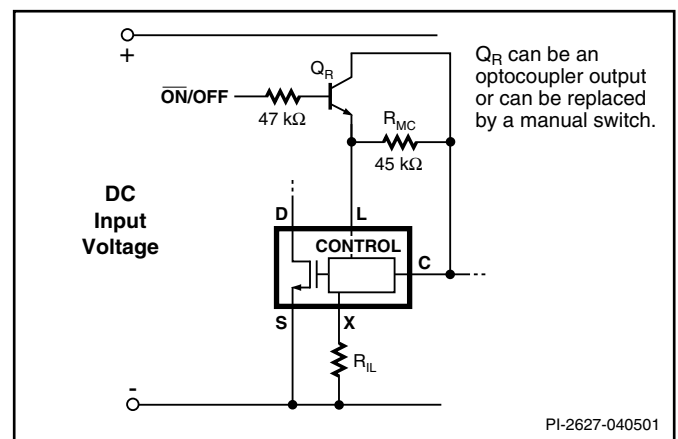 +
Q_R
Q_R can be an
optocoupler output
or can be replaced
by a manual switch.
O̅N̅/OFF
47 kΩ
R_MC
45 kΩ
DC
Input
Voltage
D
L
CONTROL
C
S
X
R_IL
-
PI-2627-040501